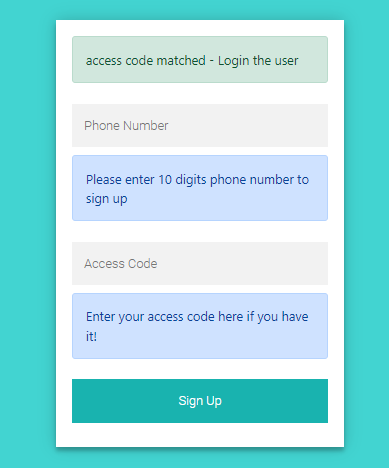 access code matched - Login the user
Phone Number
Please enter 10 digits phone number to
sign up
Access Code
Enter your access code here if you have
it!
Sign Up